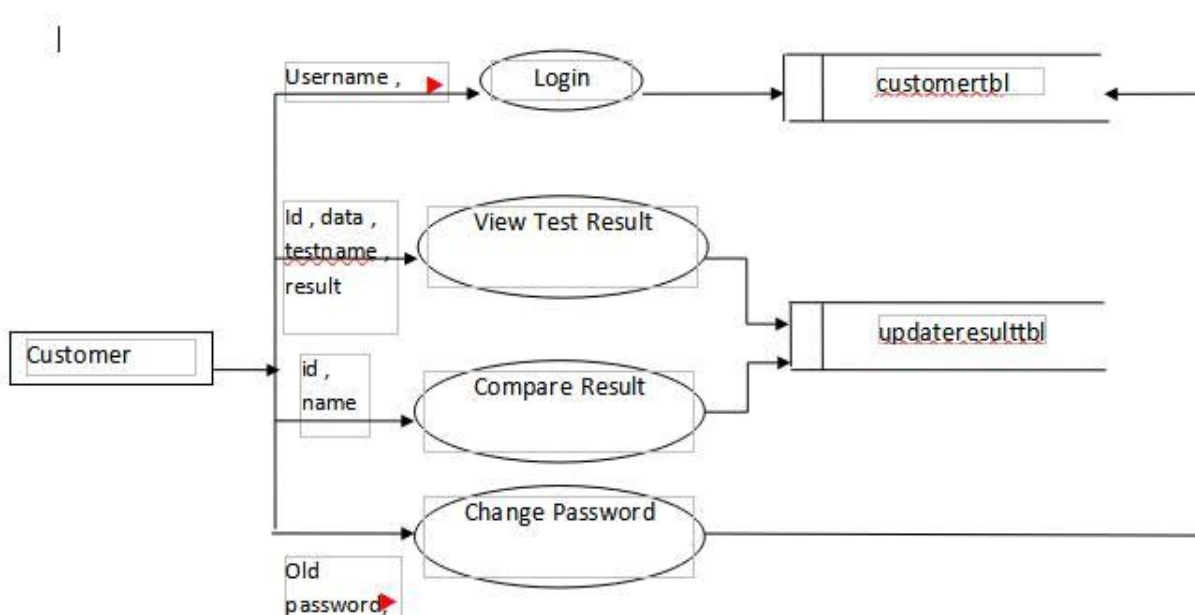 Username ,
Login
customertbl
Id , data ,
testname ,
result
View Test Result
updateresulttbl
Customer
id ,
name
Compare Result
Change Password
Old
password,